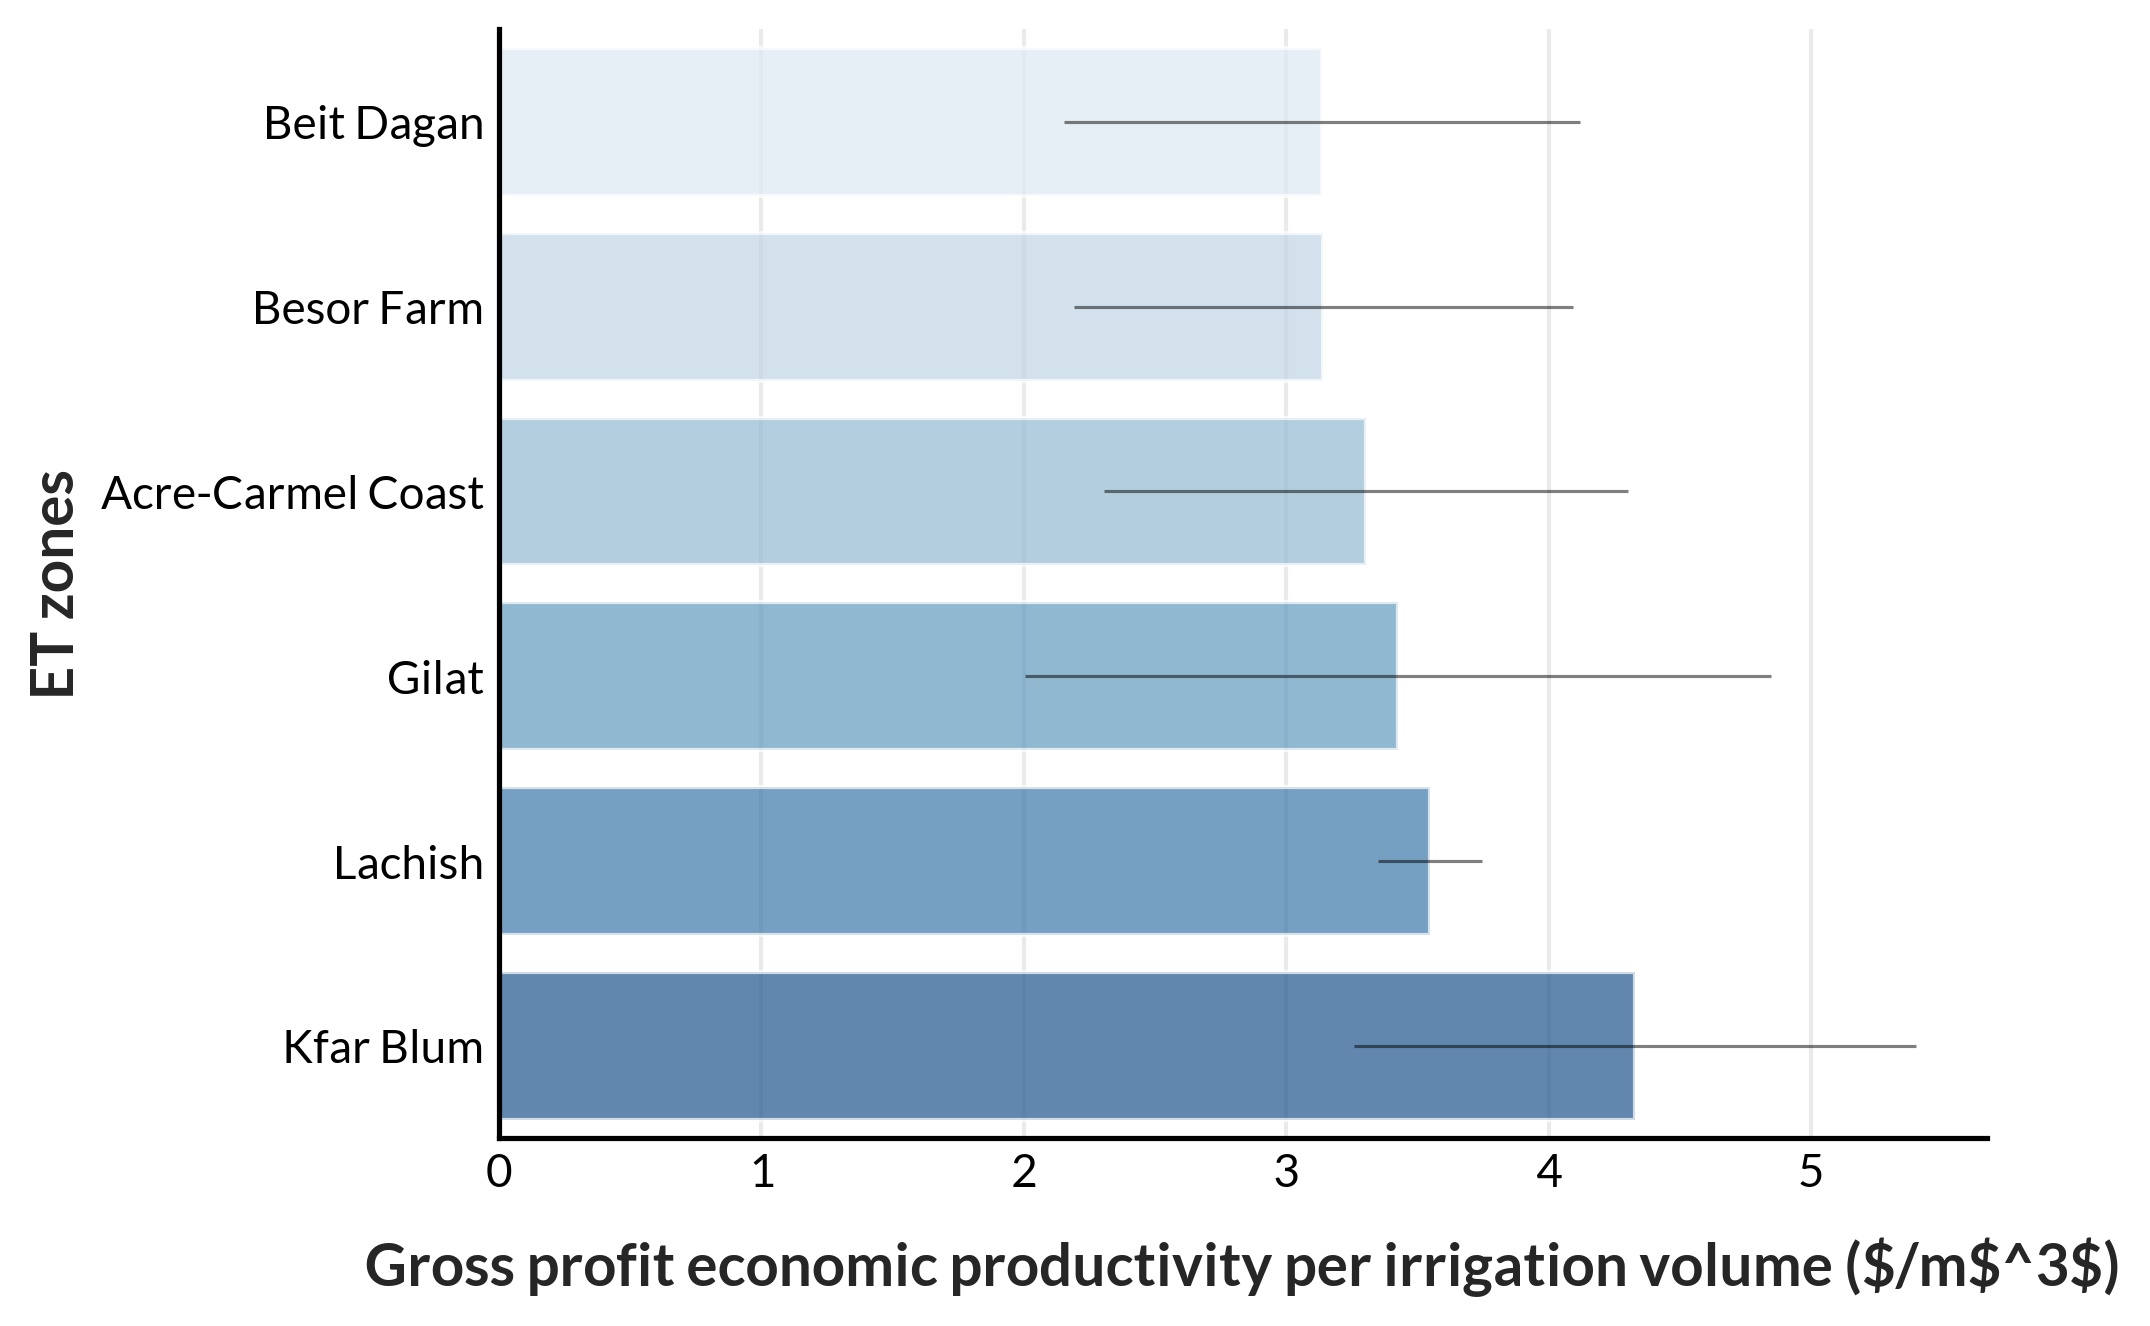 Beit Dagan
Besor Farm
Acre-Carmel Coast
Gilat
Lachish
Kfar Blum
ET zones
0 1 2 3 4 5
Gross profit economic productivity per irrigation volume ($/m$^3$)